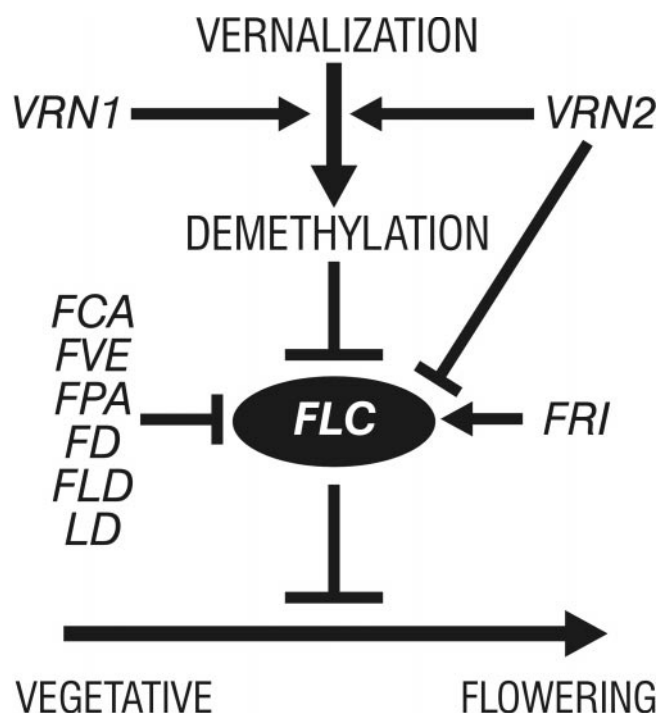 VERNALIZATION
VRN1
VRN2
DEMETHYLATION
FCA
FVE
FPA
FD
FLD
LD
FLC
FRI
VEGETATIVE
FLOWERING